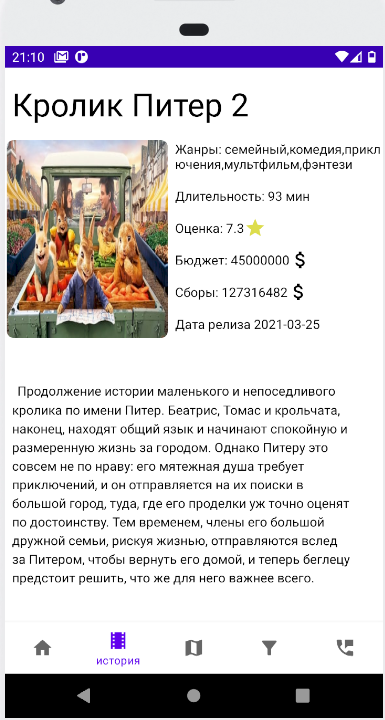 21:10
Кролик Питер 2
Жанры: семейный,комедия,прикл
ючения,мультфильм,фэнтези
Длительность: 93 мин
Оценка: 7.3
Бюджет: 45000000 $
Сборы: 127316482 $
Дата релиза 2021-03-25
Продолжение истории маленького и непоседливого
кролика по имени Питер. Беатрис, Томас и крольчата,
наконец, находят общий язык и начинают спокойную и
размеренную жизнь за городом. Однако Питеру это
совсем не по нраву: его мятежная душа требует
приключений, и он отправляется на их поиски в
большой город, туда, где его проделки уж точно оценят
по достоинству. Тем временем, члены его большой
дружной семьи, рискуя жизнью, отправляются вслед
за Питером, чтобы вернуть его домой, и теперь беглецу
предстоит решить, что же для него важнее всего.
история